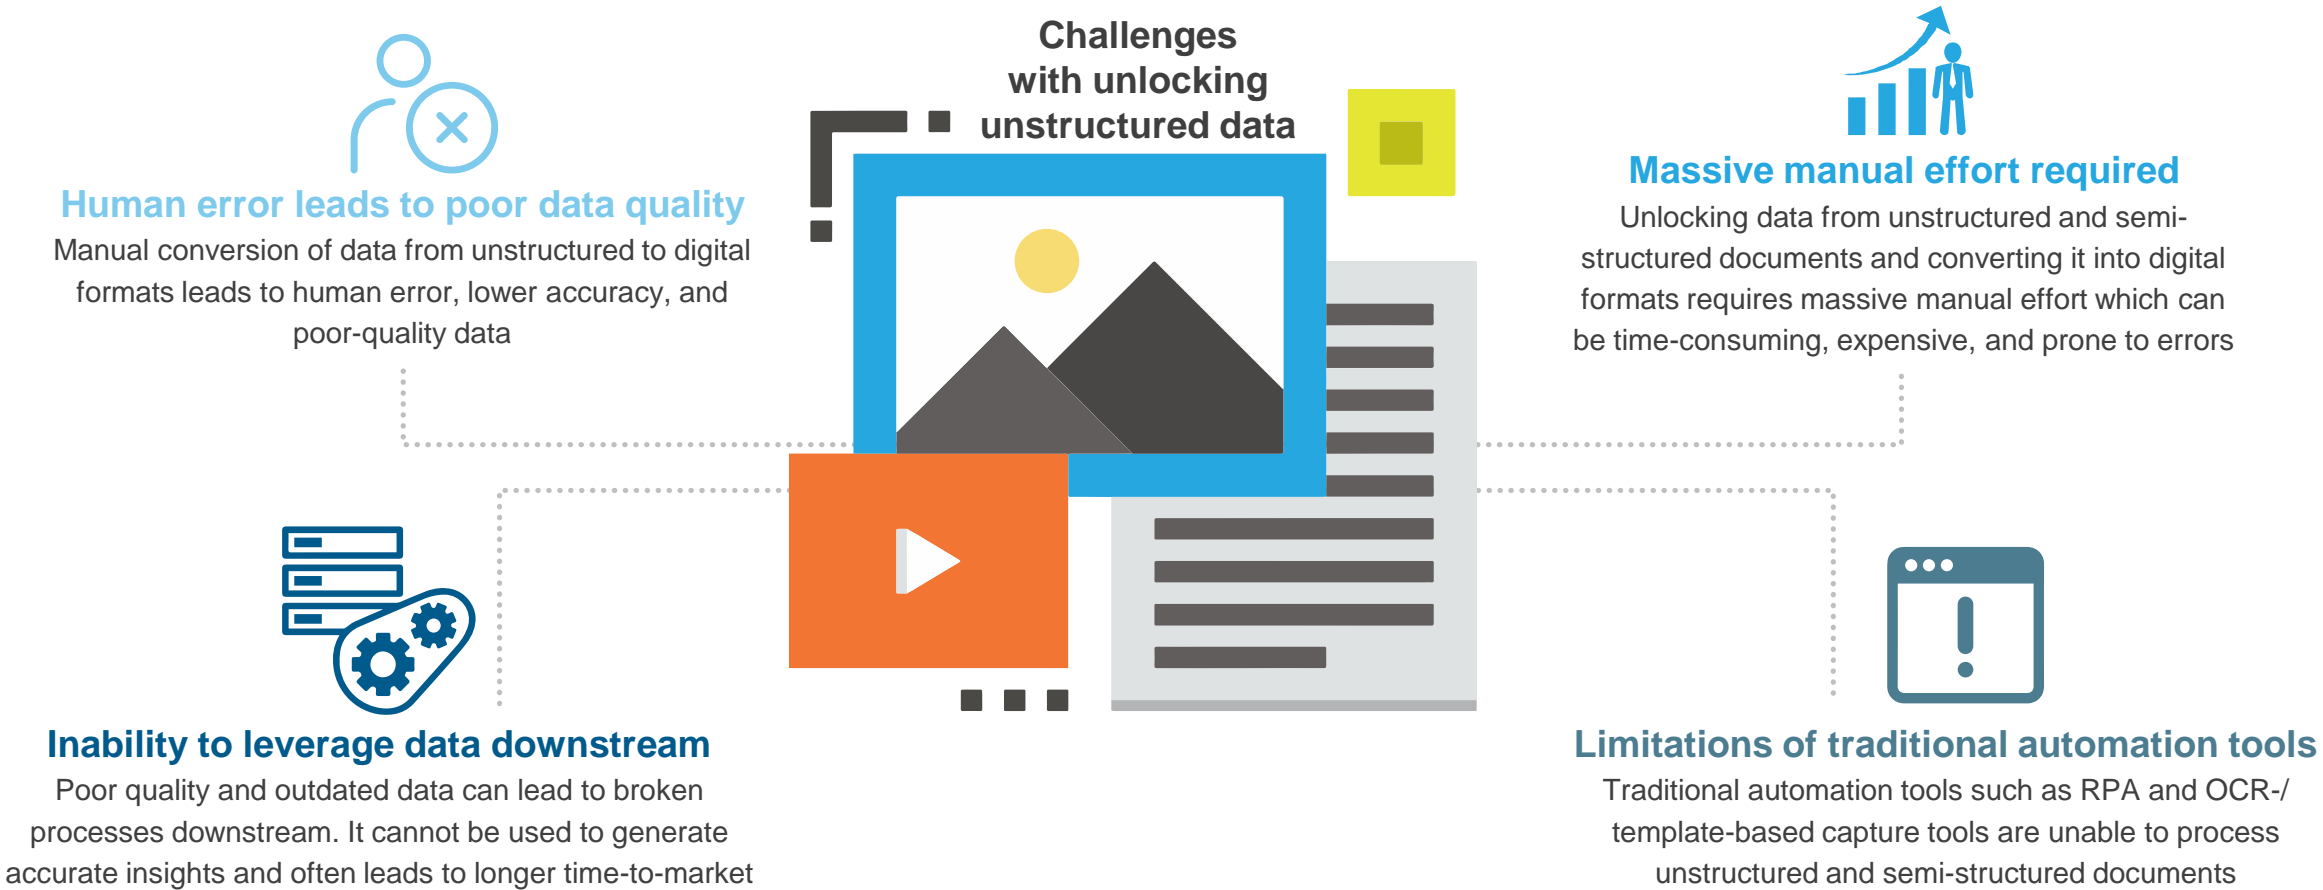 Challenges
with unlocking
unstructured data
Human error leads to poor data quality
Manual conversion of data from unstructured to digital
formats leads to human error, lower accuracy, and
poor-quality data
Massive manual effort required
Unlocking data from unstructured and semi-
structured documents and converting it into digital
formats requires massive manual effort which can
be time-consuming, expensive, and prone to errors
Inability to leverage data downstream
Poor quality and outdated data can lead to broken
processes downstream. It cannot be used to generate
accurate insights and often leads to longer time-to-market
Limitations of traditional automation tools
Traditional automation tools such as RPA and OCR-/
template-based capture tools are unable to process
unstructured and semi-structured documents